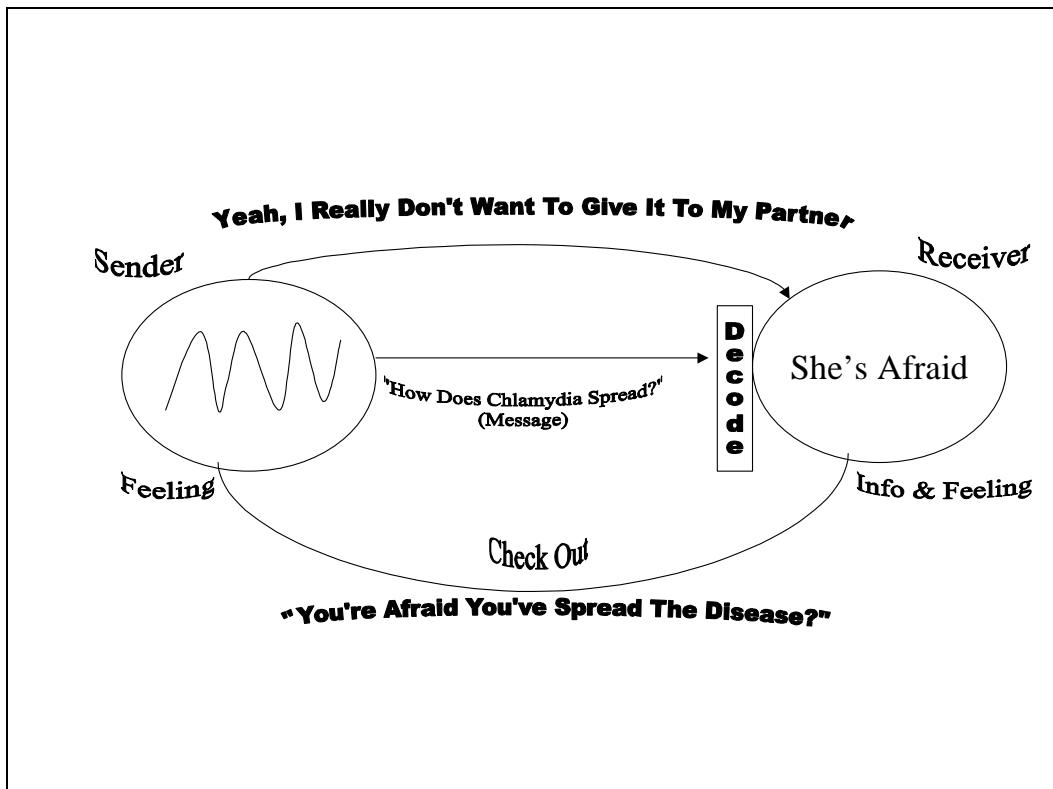 Yeah, I Really Don't Want To Give It To My Partner
Sender
Receiver
Decode
She's Afraid
"How Does Chlamydia Spread?"
(Message)
Feeling
Info & Feeling
Check Out
"You're Afraid You've Spread The Disease?"